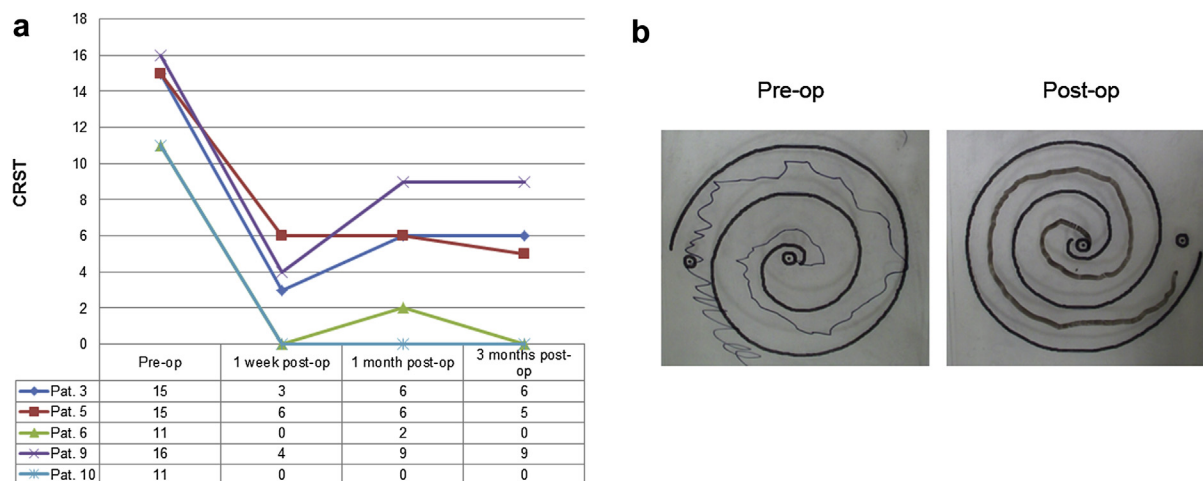 a
18
16
14
12
10
8
6
4
2
0
CRST
Pre-op 1 week post-op 1 month post-op 3 months post-
op
Pat. 3 15 3 6 6
Pat. 5 15 6 6 5
Pat. 6 11 0 2 0
Pat. 9 16 4 9 9
Pat. 10 11 0 0 0
b
Pre-op Post-op